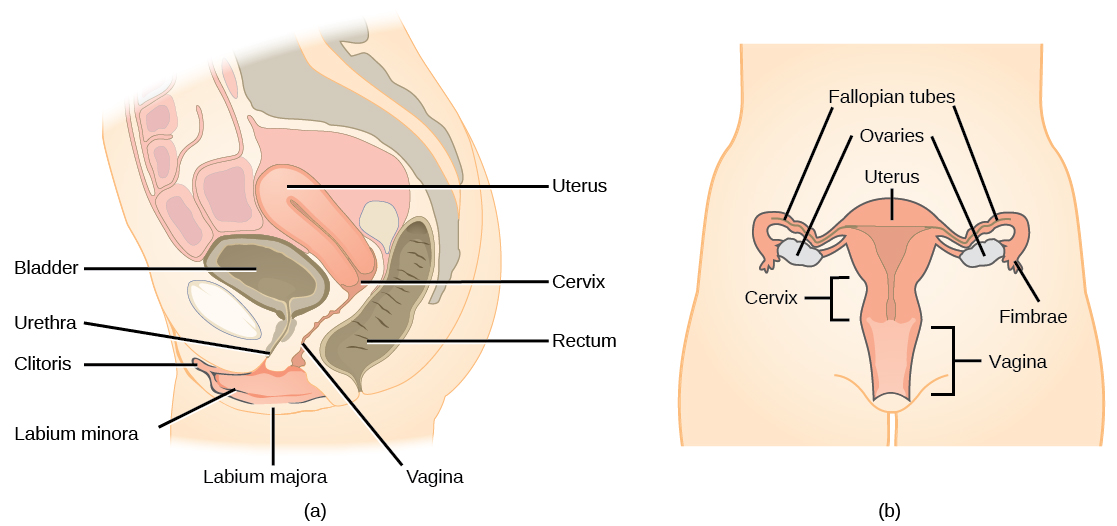 Uterus
Bladder
Cervix
Urethra
Rectum
Clitoris
Labium minora
Labium majora
Vagina
(a)
Fallopian tubes
Ovaries
Uterus
Cervix
Fimbrae
Vagina
(b)